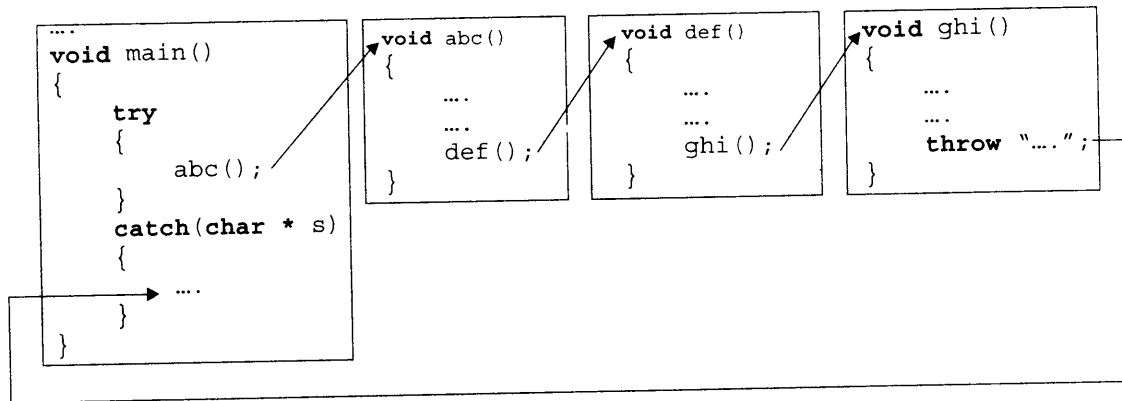 ....
void main()
{
try
{
abc();
}
catch(char * s)
{
....
}
}
void abc()
{
....
....
def();
}
void def()
{
....
....
ghi();
}
void ghi()
{
....
....
throw "....";
}